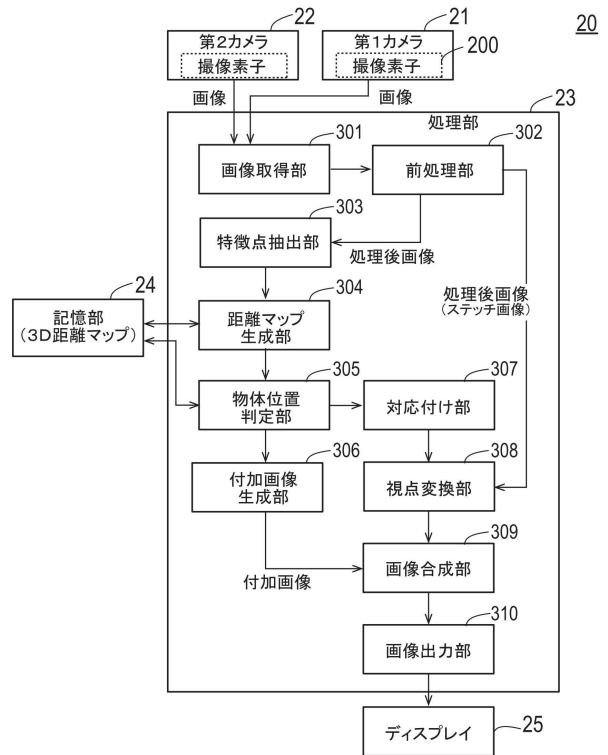 20
22
21
第2カメラ
撮像素子
第1カメラ
撮像素子
200
画像
画像
23
処理部
301
画像取得部
302
前処理部
303
特徴点抽出部
処理後画像
処理後画像
(ステッチ画像)
24
記憶部
(3D距離マップ)
304
距離マップ
生成部
305
物体位置
判定部
307
対応付け部
306
付加画像
生成部
308
視点変換部
309
画像合成部
付加画像
310
画像出力部
25
ディスプレイ